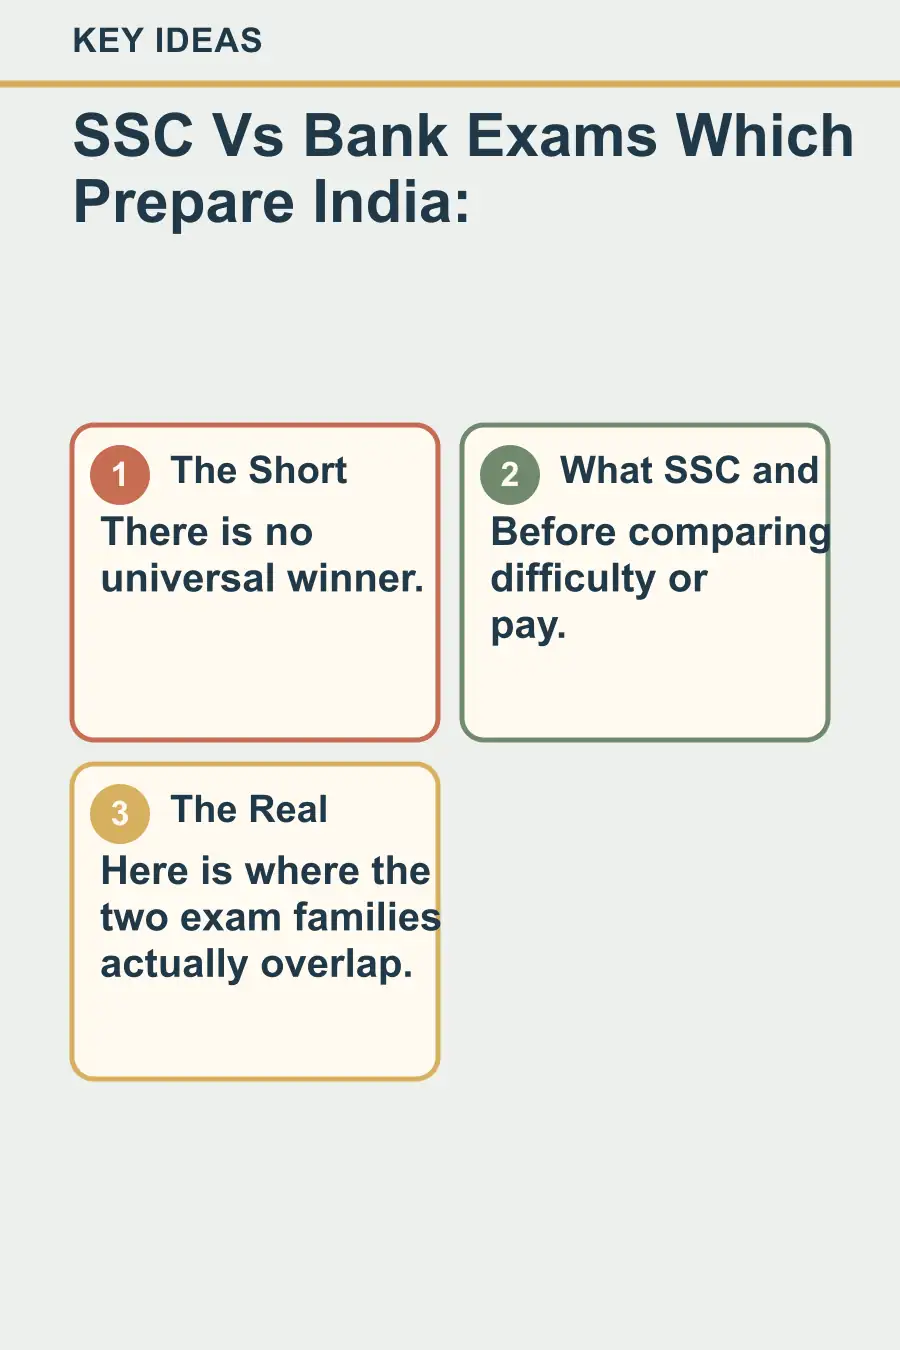 KEY IDEAS
SSC Vs Bank Exams Which
Prepare India:
1 The Short
There is no
universal winner.
2 What SSC and
Before comparing
difficulty or
pay.
3 The Real
Here is where the
two exam families
actually overlap.